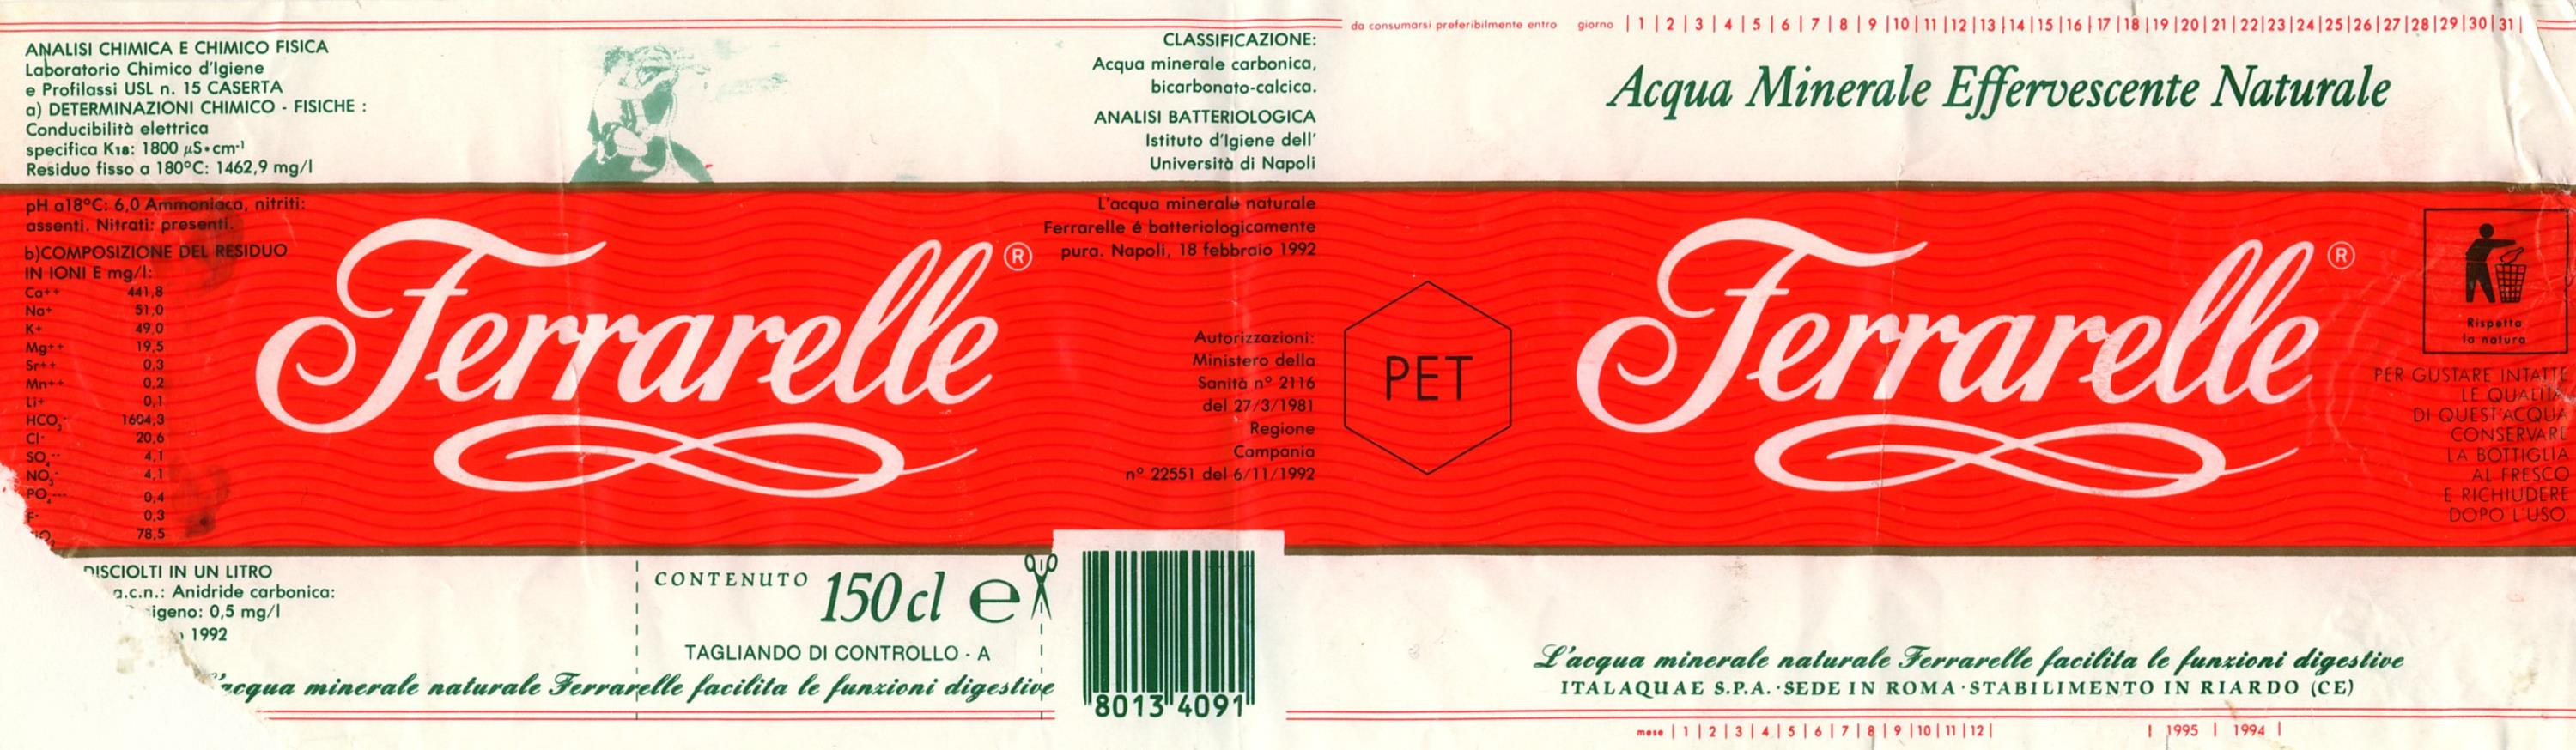 ANALISI CHIMICA E CHIMICO FISICA
Laboratorio Chimico d'Igiene
e Profilassi USL n. 15 CASERTA
a) DETERMINAZIONI CHIMICO - FISICHE :
Conducibilità elettrica
specifica K18: 1800 µS•cm-1
Residuo fisso a 180°C: 1462,9 mg/l
pH a18°C: 6,0 Ammoniaca, nitriti:
assenti. Nitrati: presenti.
b)COMPOSIZIONE DEL RESIDUO
IN IONI E mg/l:
Ca++ 441,8
Na+ 51,0
K+ 49,0
Mg++ 19,5
Sr++ 0,3
Mn++ 0,2
Li+ 0,1
HCO3- 1604,3
Cl- 20,6
SO4-- 4,1
NO3- 4,1
PO4--- 0,4
F- 0,3
78,5
DISCIOLTI IN UN LITRO
a.c.n.: Anidride carbonica:
igeno: 0,5 mg/l
1992
Ferrarelle ®
CONTENUTO 150 cl e
TAGLIANDO DI CONTROLLO - A
acqua minerale naturale Ferrarelle facilita le funzioni digestive
CLASSIFICAZIONE:
Acqua minerale carbonica,
bicarbonato-calcica.
ANALISI BATTERIOLOGICA
Istituto d'Igiene dell'
Università di Napoli
L'acqua minerale naturale
Ferrarelle é batteriologicamente
pura. Napoli, 18 febbraio 1992
Autorizzazioni:
Ministero della
Sanità n° 2116
del 27/3/1981
Regione
Campania
n° 22551 del 6/11/1992
8013 4091
PET
da consumarsi preferibilmente entro giorno | 1 | 2 | 3 | 4 | 5 | 6 | 7 | 8 | 9 | 10 | 11 | 12 | 13 | 14 | 15 | 16 | 17 | 18 | 19 | 20 | 21 | 22 | 23 | 24 | 25 | 26 | 27 | 28 | 29 | 30 | 31 |
Acqua Minerale Effervescente Naturale
Ferrarelle ®
Rispetta
la natura
PER GUSTARE INTATTE
LE QUALITÀ
DI QUEST'ACQUA
CONSERVARE
LA BOTTIGLIA
AL FRESCO
E RICHIUDERE
DOPO L'USO
L'acqua minerale naturale Ferrarelle facilita le funzioni digestive
ITALAQUAE S.P.A. · SEDE IN ROMA · STABILIMENTO IN RIARDO (CE)
mese | 1 | 2 | 3 | 4 | 5 | 6 | 7 | 8 | 9 | 10 | 11 | 12 | | 1995 | 1994 |